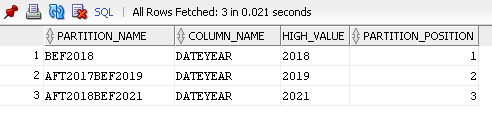 SQL | All Rows Fetched: 3 in 0.021 seconds
PARTITION_NAME COLUMN_NAME HIGH_VALUE PARTITION_POSITION
1 BEF2018 DATEYEAR 2018 1
2 AFT2017BEF2019 DATEYEAR 2019 2
3 AFT2018BEF2021 DATEYEAR 2021 3